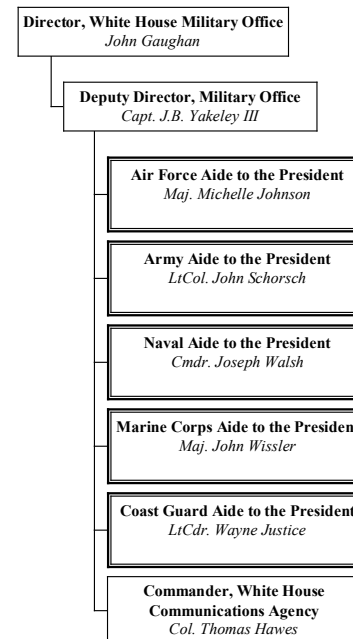 Director, White House Military Office
John Gaughan
Deputy Director, Military Office
Capt. J.B. Yakeley III
Air Force Aide to the President
Maj. Michelle Johnson
Army Aide to the President
LtCol. John Schorsch
Naval Aide to the President
Cmdr. Joseph Walsh
Marine Corps Aide to the Presiden
Maj. John Wissler
Coast Guard Aide to the President
LtCdr. Wayne Justice
Commander, White House
Communications Agency
Col. Thomas Hawes